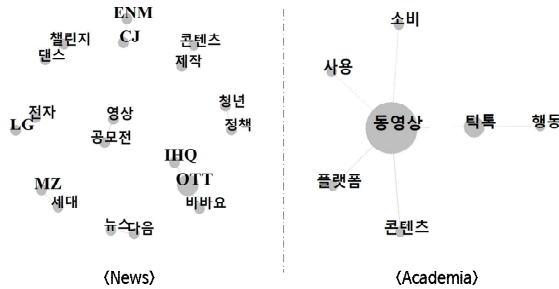 ENM
CJ
챌린지
댄스
콘텐츠
제작
전자
LG
영상
공모전
청년
정책
IHQ
OTT
비바요
MZ
세대
뉴스
다음
〈News〉
소비
사용
동영상
틱톡
행동
플랫폼
콘텐츠
〈Academia〉